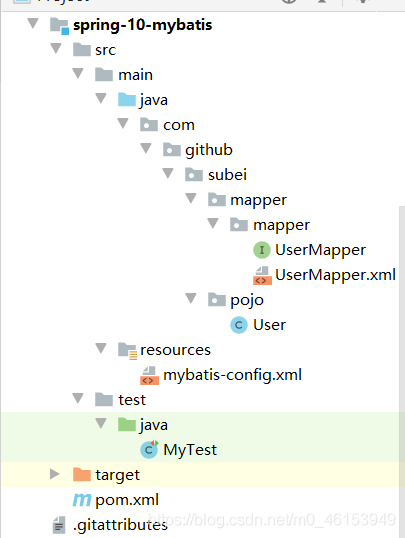 spring-10-mybatis
src
main
java
com
github
subei
mapper
mapper
UserMapper
UserMapper.xml
pojo
User
resources
mybatis-config.xml
test
java
MyTest
target
pom.xml
.gitattributes
https://blog.csdn.net/m0_46153949